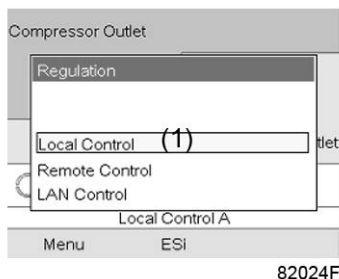 Compressor Outlet
Regulation
Local Control (1)
tlet
Remote Control
LAN Control
Local Control A
Menu ESi
82024F